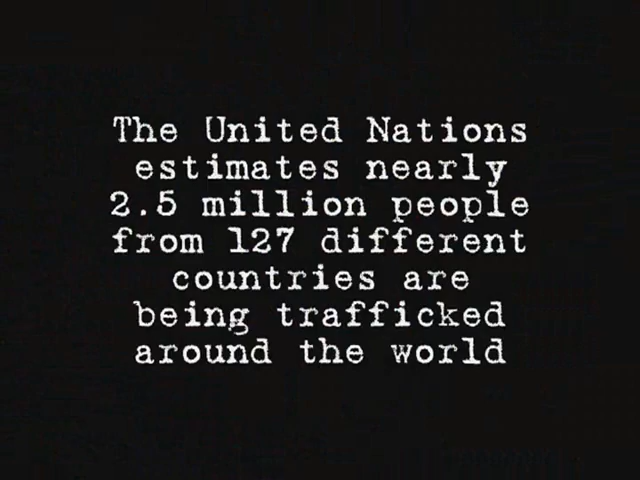 The United Nations
estimates nearly
2.5 million people
from 127 different
countries are
being trafficked
around the world